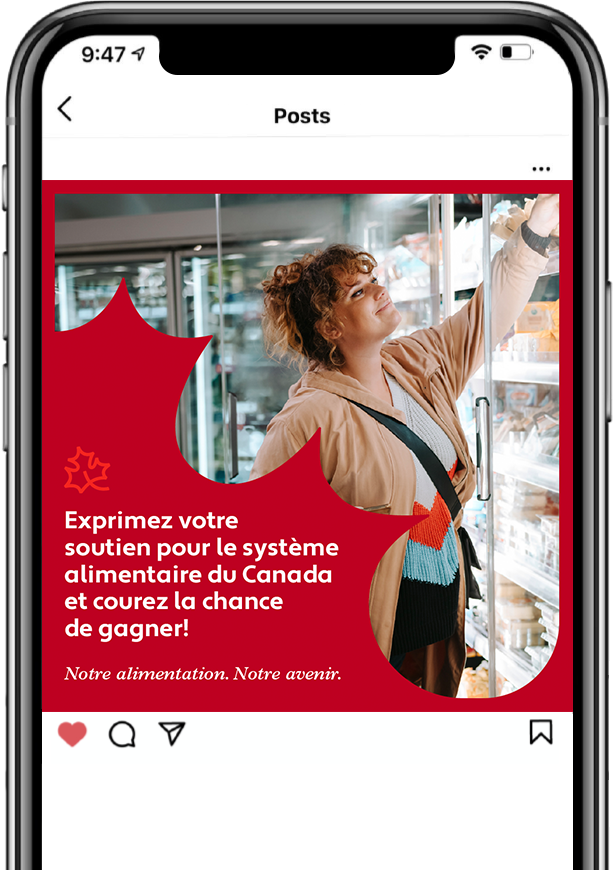 9:47
Posts
Exprimez votre
soutien pour le système
alimentaire du Canada
et courez la chance
de gagner!
Notre alimentation. Notre avenir.